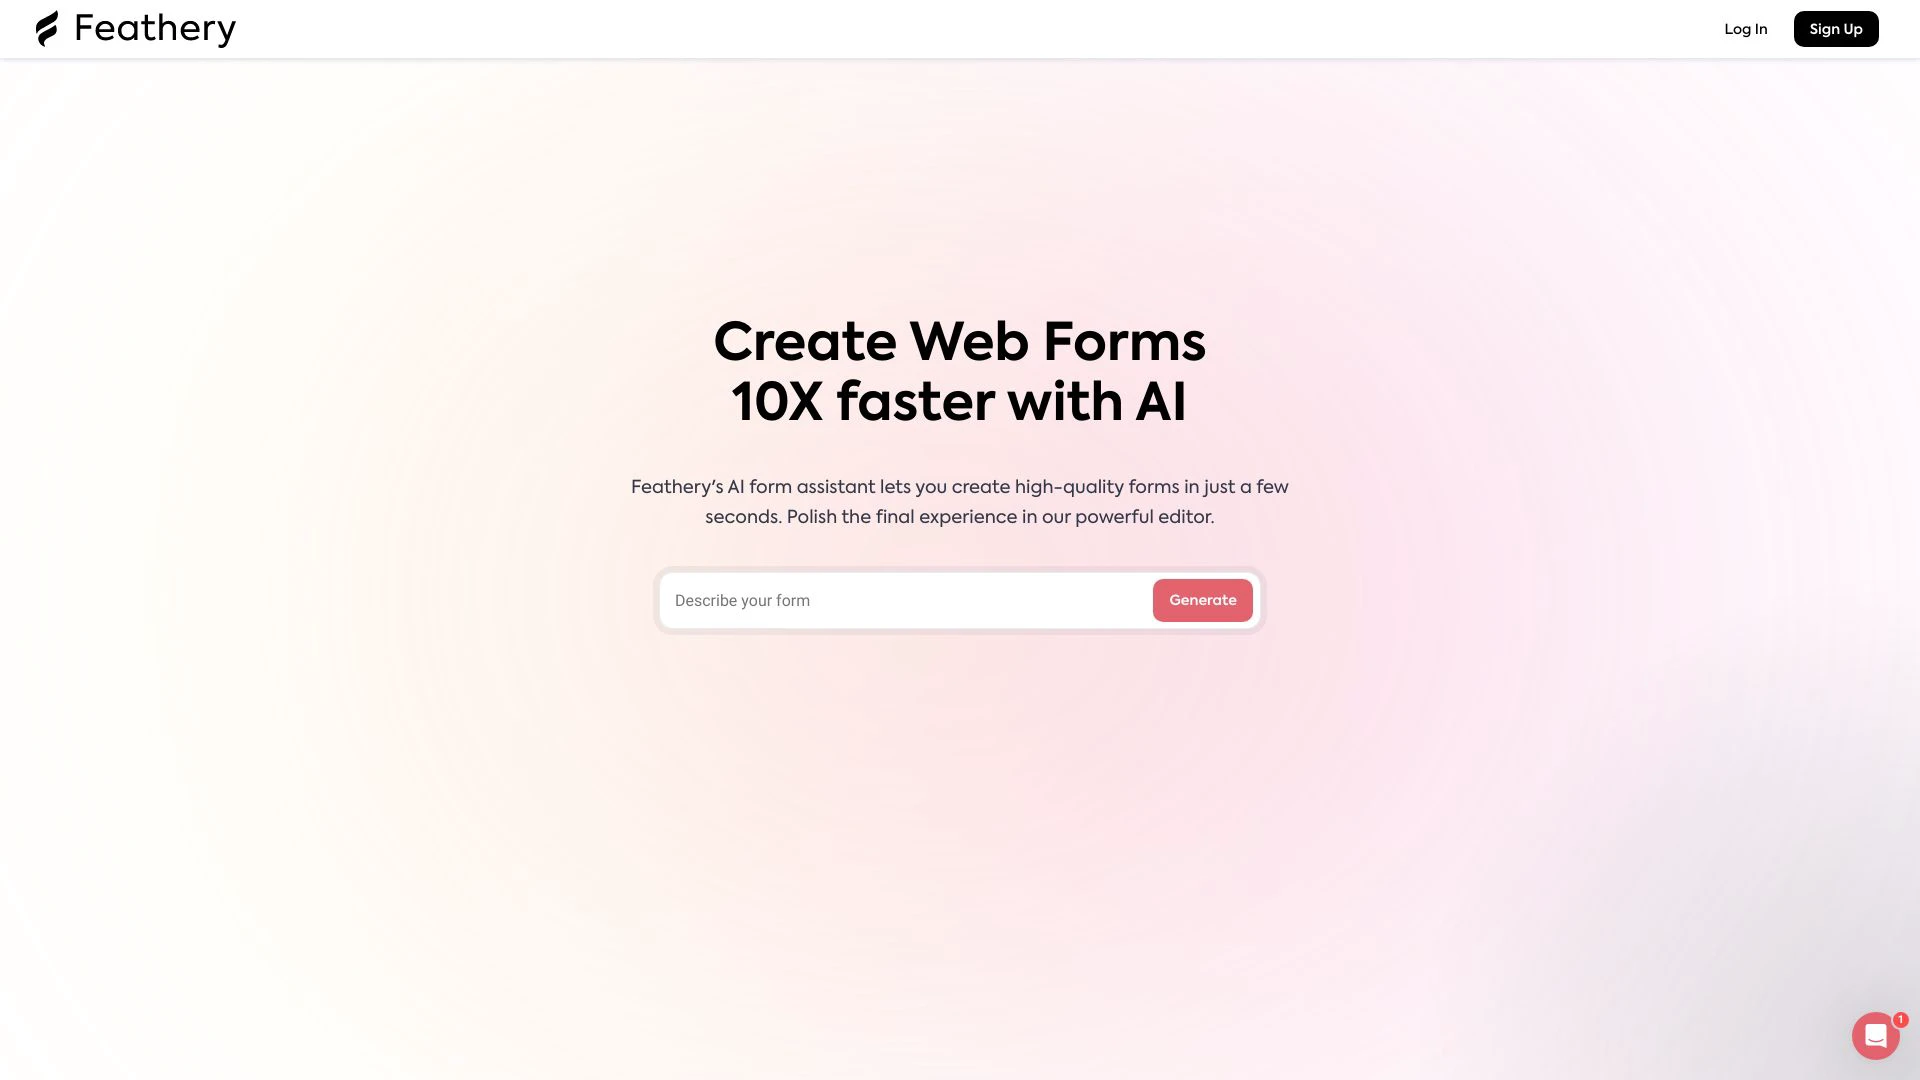 Feathery
Log In
Sign Up
Create Web Forms
10X faster with AI
Feathery's AI form assistant lets you create high-quality forms in just a few
seconds. Polish the final experience in our powerful editor.
Describe your form
Generate
1